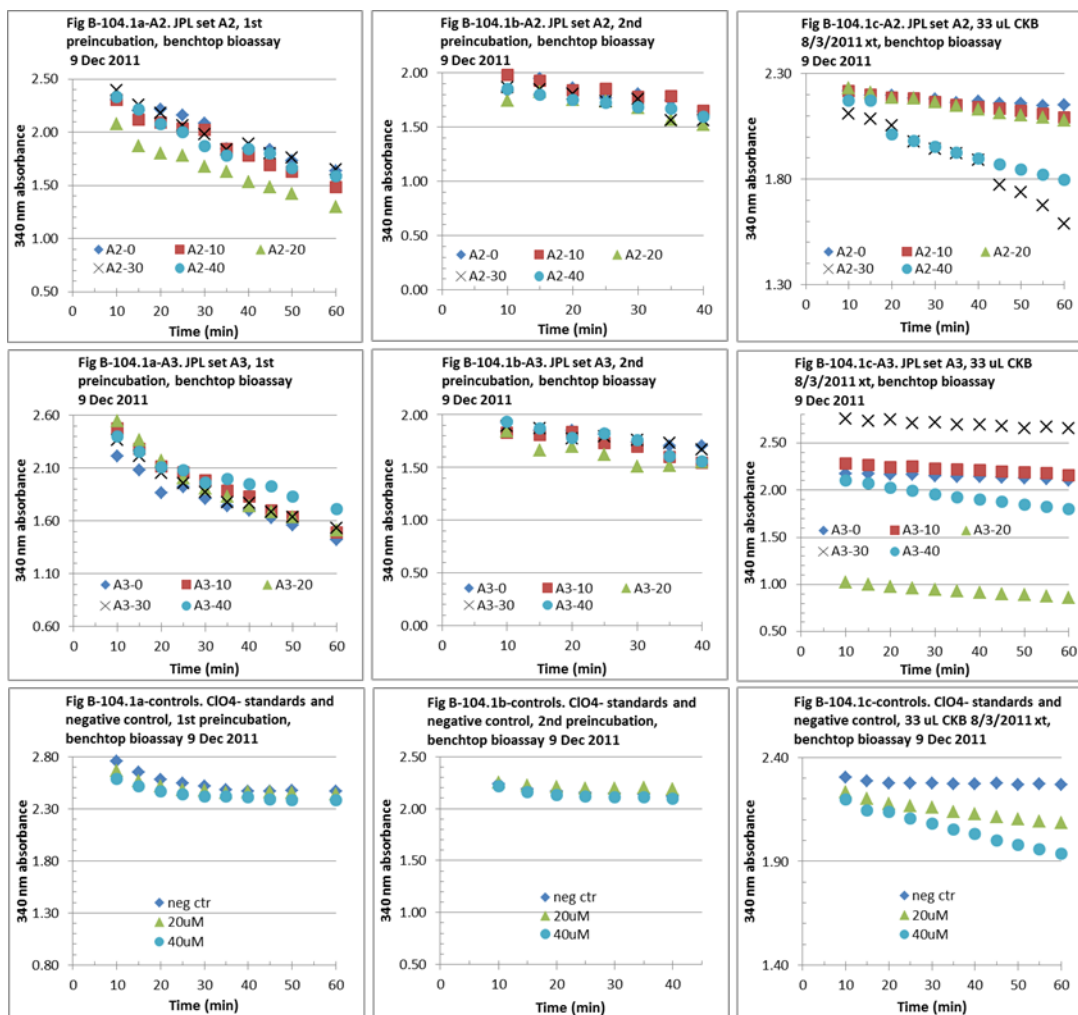 Fig B-104.1a-A2. JPL set A2, 1st
preincubation, benchtop bioassay
9 Dec 2011
2.50
2.00
1.50
1.00
0.50
340 nm absorbance
A2-0 A2-10 A2-20
A2-30 A2-40
0 10 20 30 40 50 60
Time (min)
Fig B-104.1b-A2. JPL set A2, 2nd
preincubation, benchtop bioassay
9 Dec 2011
2.00
1.50
1.00
0.50
0.00
340 nm absorbance
A2-0 A2-10 A2-20
A2-30 A2-40
0 10 20 30 40
Time (min)
Fig B-104.1c-A2. JPL set A2, 33 uL CKB
8/3/2011 xt, benchtop bioassay
9 Dec 2011
2.30
1.80
1.30
340 nm absorbance
A2-0 A2-10 A2-20
A2-30 A2-40
0 10 20 30 40 50 60
Time (min)
Fig B-104.1a-A3. JPL set A3, 1st
preincubation, benchtop bioassay
9 Dec 2011
2.60
2.10
1.60
1.10
0.60
340 nm absorbance
A3-0 A3-10 A3-20
A3-30 A3-40
0 10 20 30 40 50 60
Time (min)
Fig B-104.1b-A3. JPL set A3, 2nd
preincubation, benchtop bioassay
9 Dec 2011
2.00
1.50
1.00
0.50
0.00
340 nm absorbance
A3-0 A3-10 A3-20
A3-30 A3-40
0 10 20 30 40
Time (min)
Fig B-104.1c-A3. JPL set A3, 33 uL CKB
8/3/2011 xt, benchtop bioassay
9 Dec 2011
2.50
2.00
1.50
1.00
0.50
340 nm absorbance
A3-0 A3-10 A3-20
A3-30 A3-40
0 10 20 30 40 50 60
Time (min)
Fig B-104.1a-controls. ClO4- standards and
negative control, 1st preincubation,
benchtop bioassay 9 Dec 2011
2.80
2.30
1.80
1.30
0.80
340 nm absorbance
neg ctr
20uM
40uM
0 10 20 30 40 50 60
Time (min)
Fig B-104.1b-controls. ClO4- standards and
negative control, 2nd preincubation,
benchtop bioassay 9 Dec 2011
2.50
2.00
1.50
1.00
0.50
340 nm absorbance
neg ctr
20uM
40uM
0 10 20 30 40
Time (min)
Fig B-104.1c-controls. ClO4- standards and
negative control, 33 uL CKB 8/3/2011 xt,
benchtop bioassay 9 Dec 2011
2.40
1.90
1.40
340 nm absorbance
neg ctr
20uM
40uM
0 10 20 30 40 50 60
Time (min)